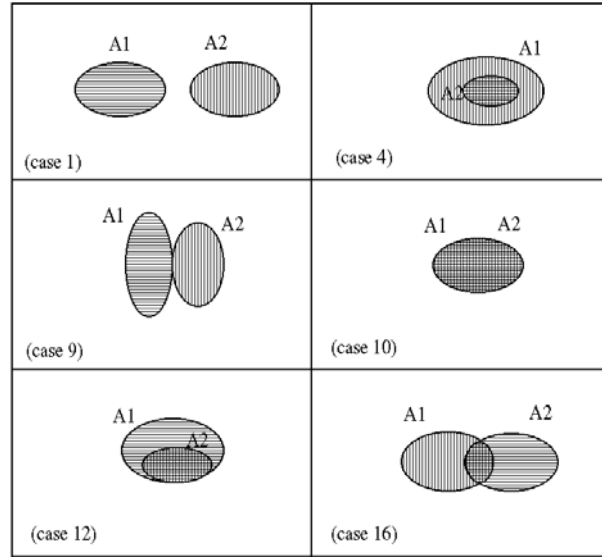 A1 A2
(case 1)
A1
A2
(case 4)
A1
A2
(case 9)
A1 A2
(case 10)
A1
A2
(case 12)
A1 A2
(case 16)